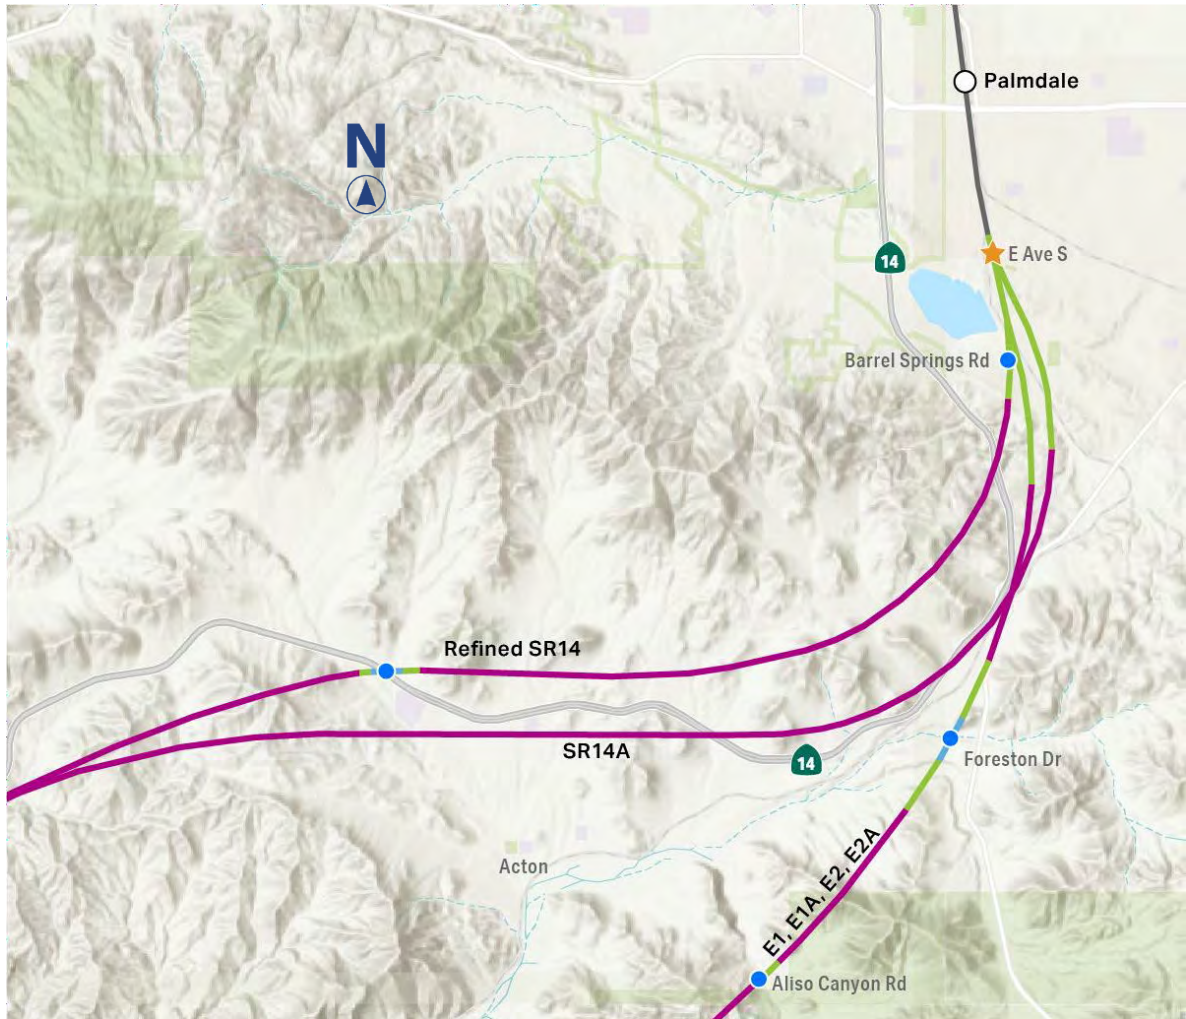 Palmdale
N
14
E Ave S
Barrel Springs Rd
Refined SR14
SR14A
14
Foreston Dr
Acton
E1, E1A, E2, E2A
Aliso Canyon Rd